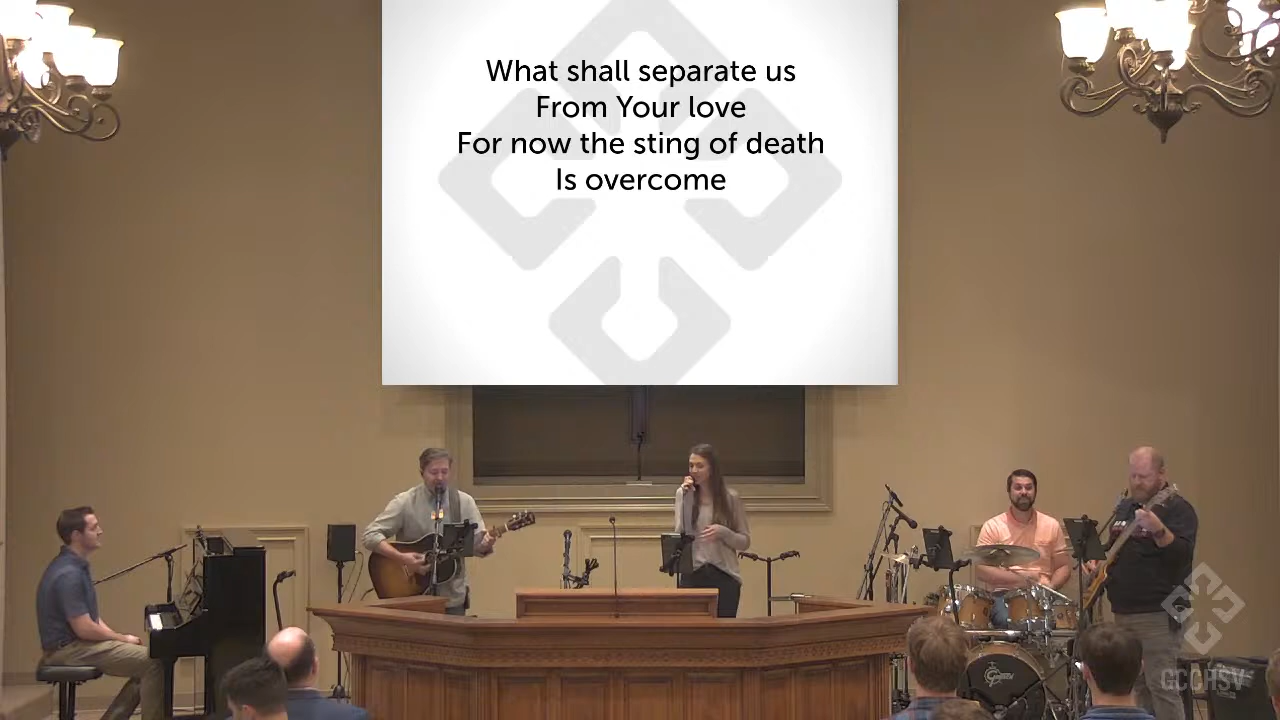 What shall separate us
From Your love
For now the sting of death
Is overcome
GCCHSV